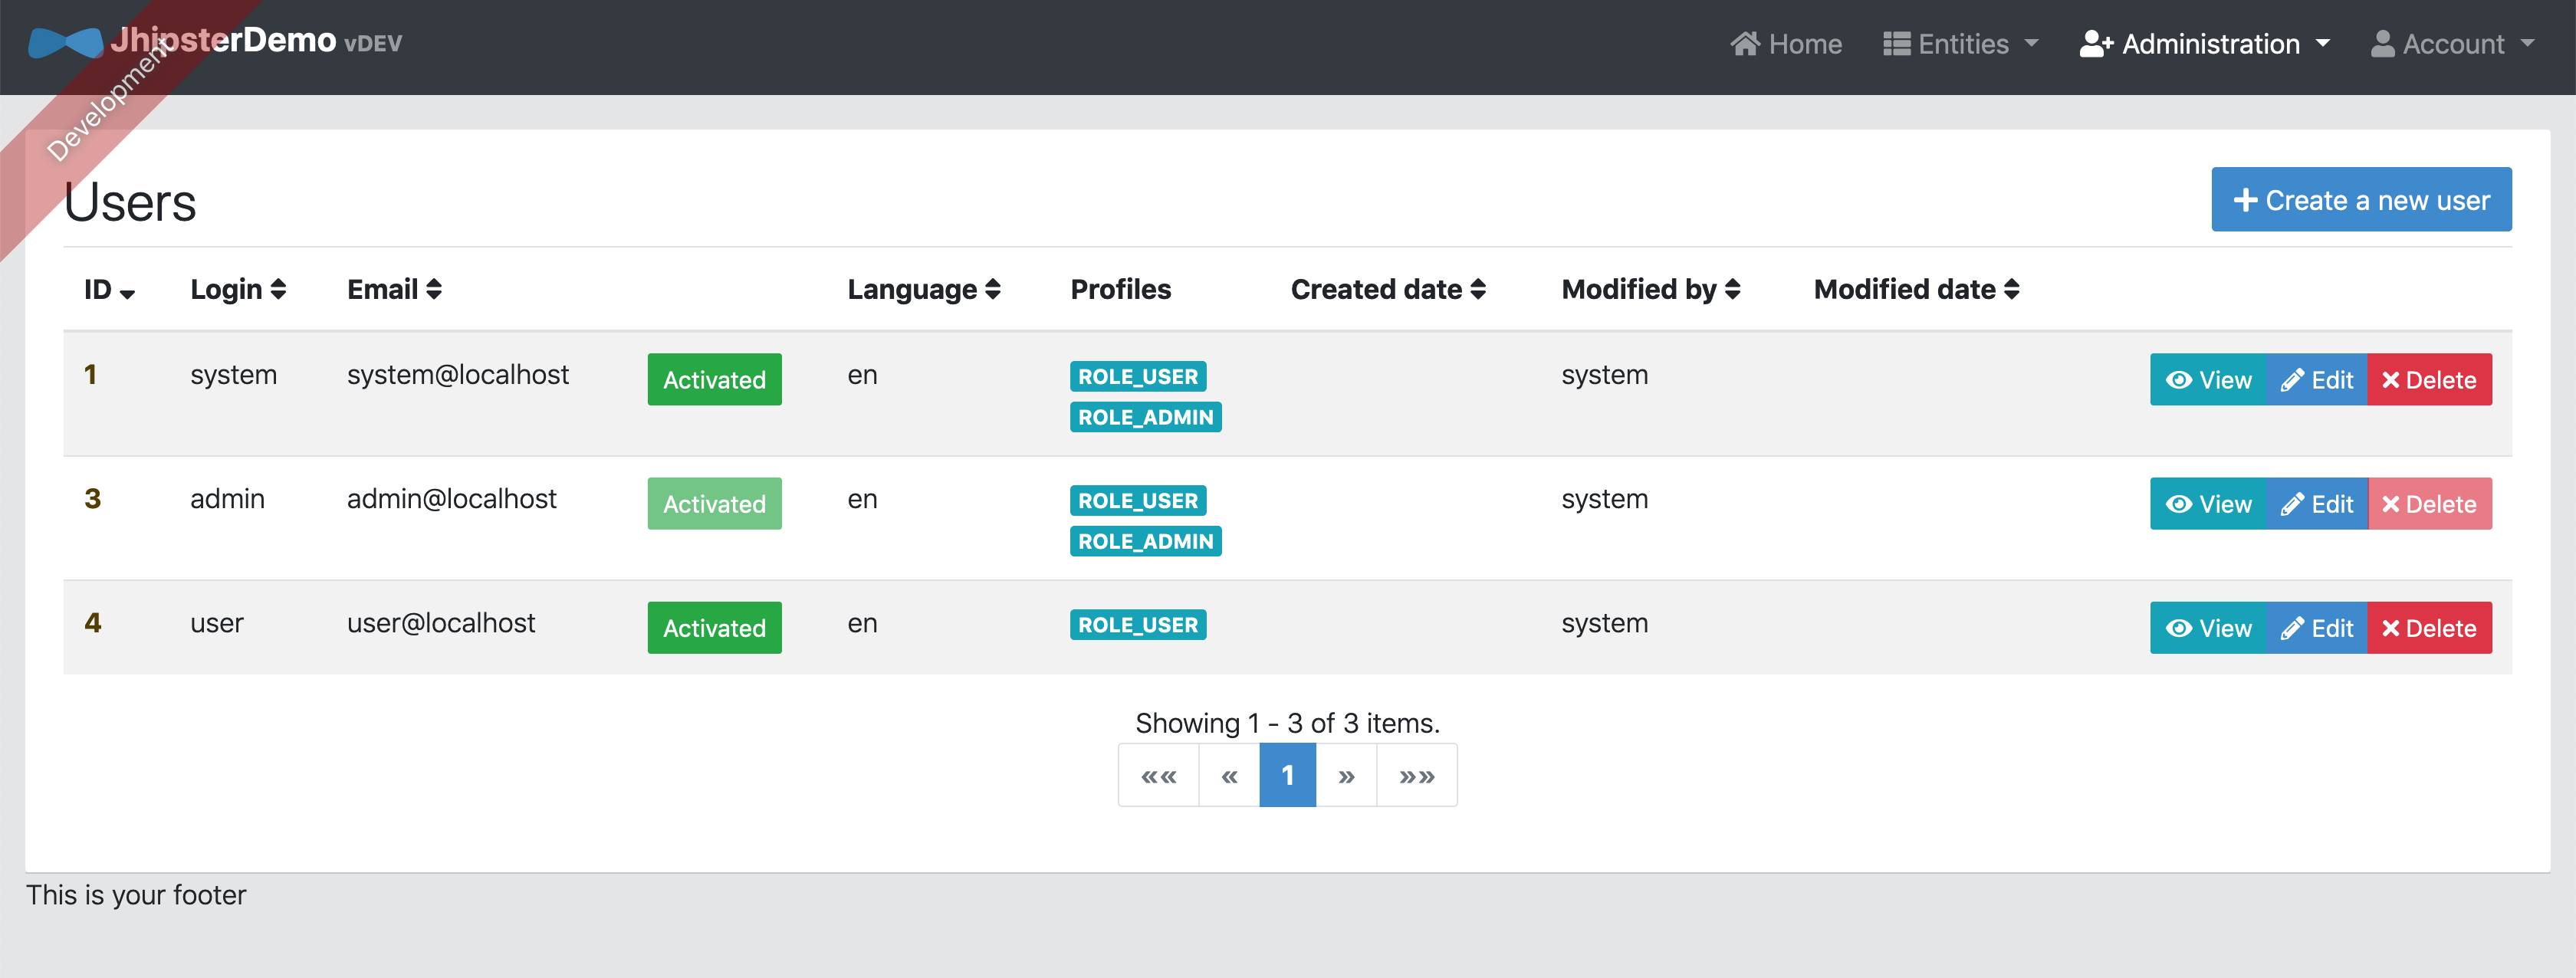 JhipsterDemo vDEV Home Entities Administration Account
Development
Users
Create a new user
ID Login Email Language Profiles Created date Modified by Modified date
1 system system@localhost Activated en ROLE_USER system View Edit Delete
ROLE_ADMIN
3 admin admin@localhost Activated en ROLE_USER system View Edit Delete
ROLE_ADMIN
4 user user@localhost Activated en ROLE_USER system View Edit Delete
Showing 1 - 3 of 3 items.
«« « 1 » »»
This is your footer